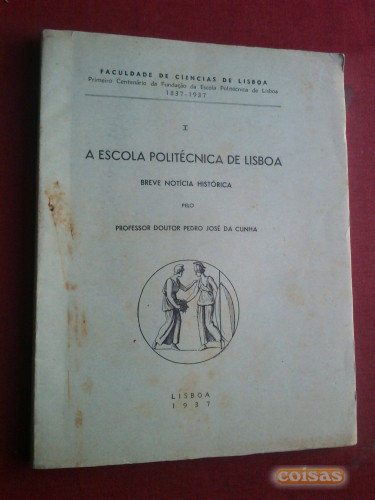 FACULDADE DE CIENCIAS DE LISBOA
Primeiro Centenário da Fundação da Escola Politécnica de Lisboa
1837-1937
I
A ESCOLA POLITÉCNICA DE LISBOA
BREVE NOTÍCIA HISTÓRICA
PELO
PROFESSOR DOUTOR PEDRO JOSÉ DA CUNHA
LISBOA
1937
coisas